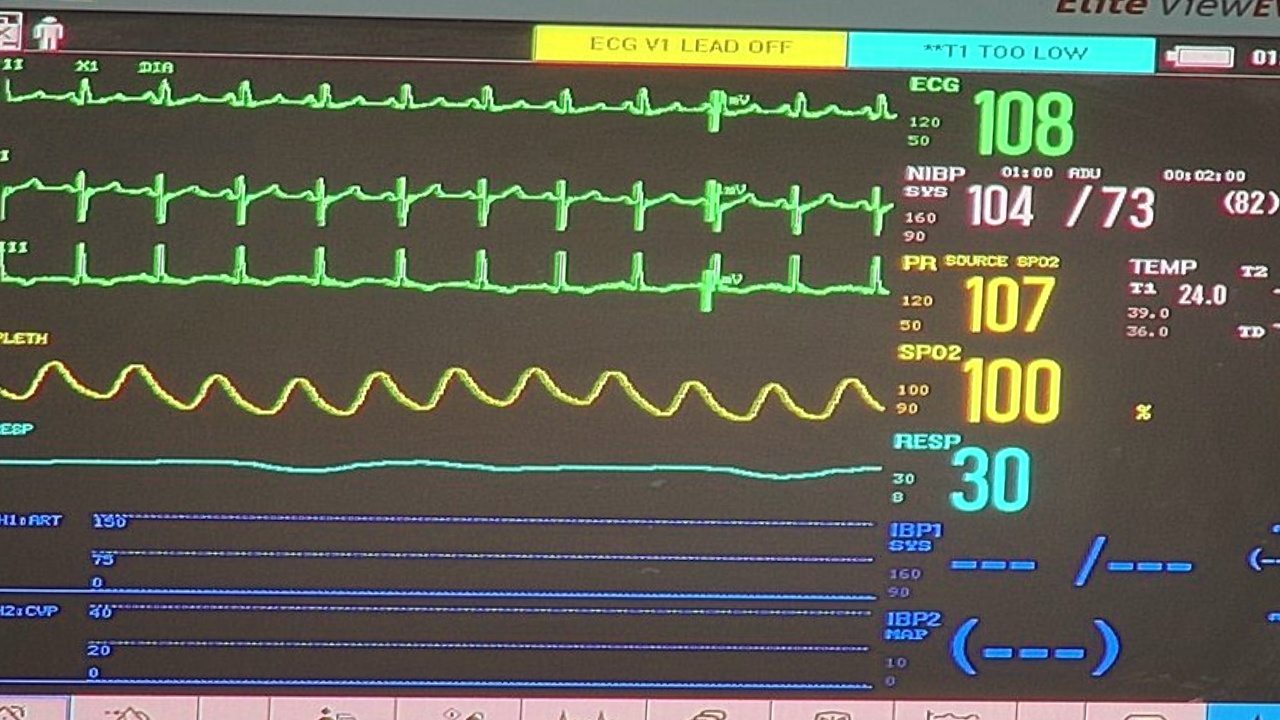 Elite ViewEV
ECG V1 LEAD OFF
**T1 TOO LOW
01:
II X1 DIA
mV
ECG
120
50
108
I
mV
NIBP 01:00 ADU 00:02:00
SYS
160
90
104 /73 (82)
III
mV
PR SOURCE SPO2
120
50
107
TEMP T2
T1 24.0
39.0
36.0 TD
PLETH
SPO2
100
90
100
%
RESP
RESP
30
8
30
H1:ART
150
75
0
IBP1
SYS
160
90
--- /---
(--
H2:CVP
40
20
0
IBP2
MAP
10
0
(---)